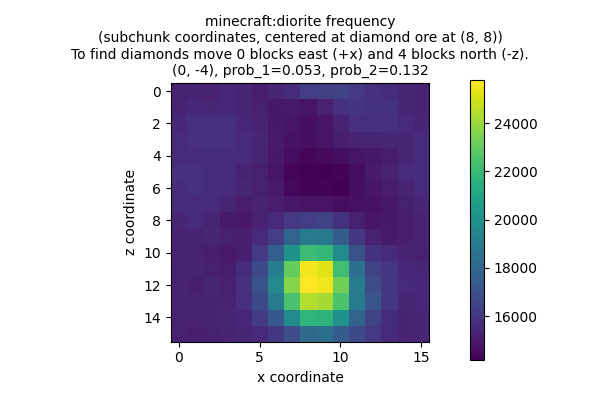 minecraft:diorite frequency
(subchunk coordinates, centered at diamond ore at (8, 8))
To find diamonds move 0 blocks east (+x) and 4 blocks north (-z).
(0, -4), prob_1=0.053, prob_2=0.132
0
2
4
6
8
10
12
14
z coordinate
0
5
10
15
x coordinate
24000
22000
20000
18000
16000